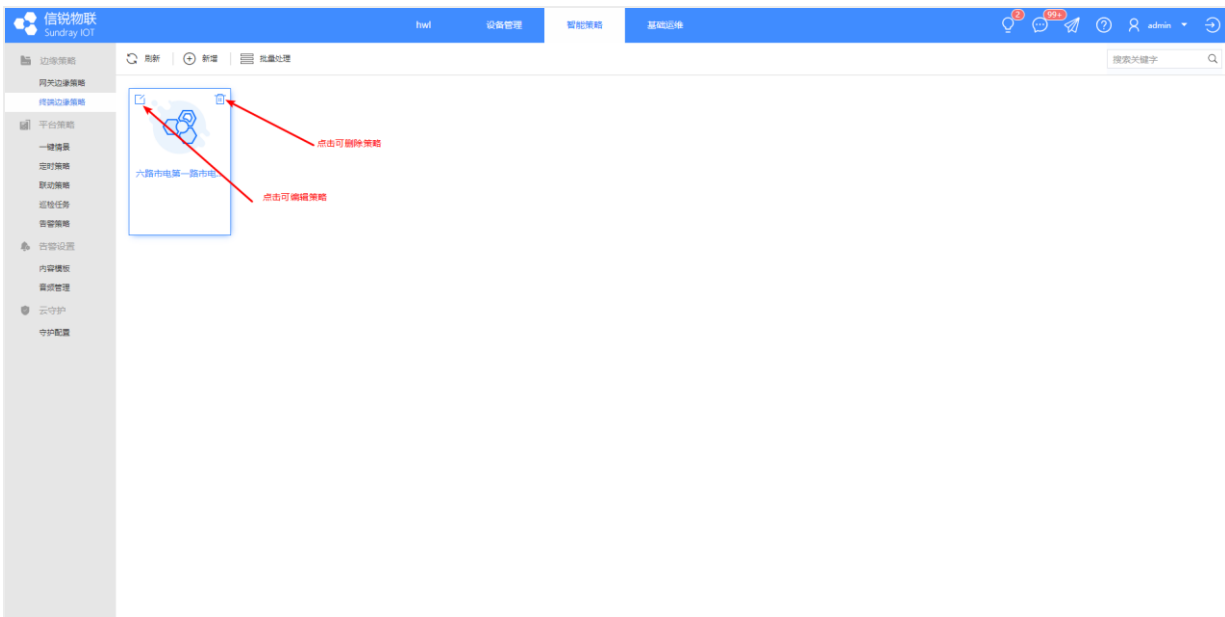 信锐物联
Sundray IOT
hwl
设备管理
智能策略
基础运维
2
99+
admin
边缘策略
网关边缘策略
终端边缘策略
平台策略
一键情景
定时策略
联动策略
巡检任务
告警策略
告警设置
内容模板
音频管理
云守护
守护配置
刷新
新增
批量处理
搜索关键字
六路市电第一路市电...
点击可删除策略
点击可编辑策略